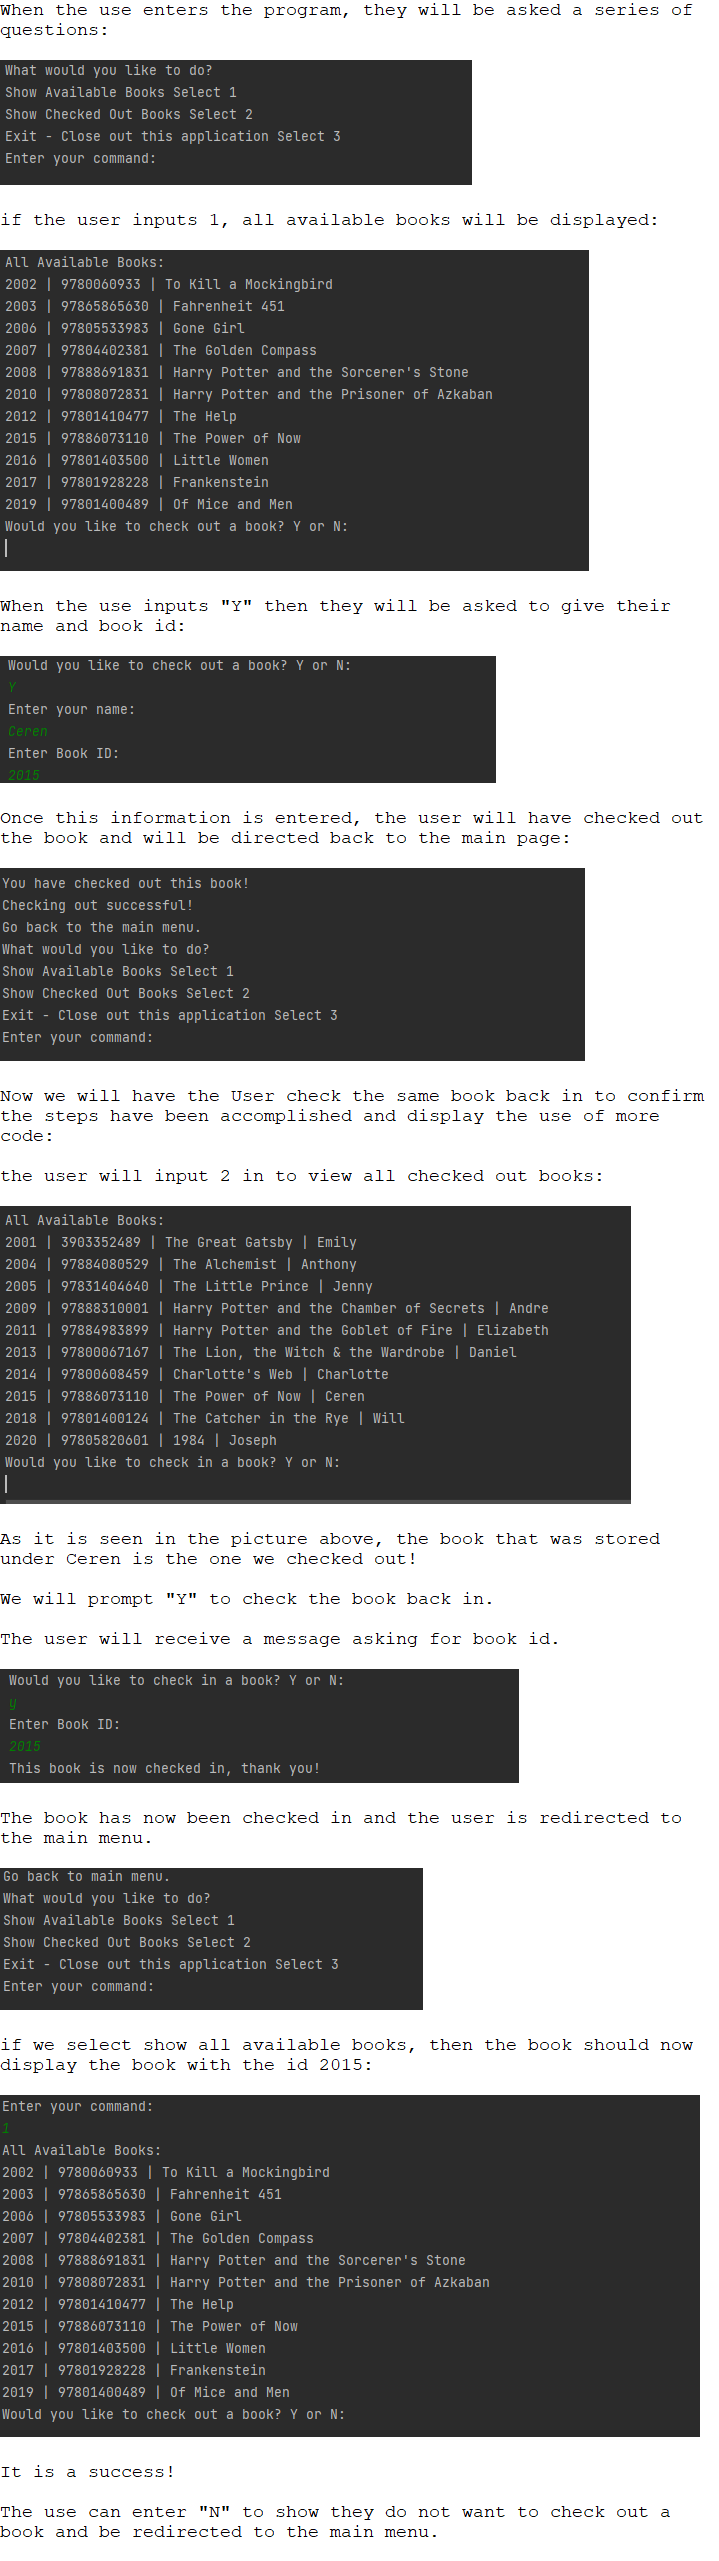 When the use enters the program, they will be asked a series of
questions:
What would you like to do?
Show Available Books Select 1
Show Checked Out Books Select 2
Exit - Close out this application Select 3
Enter your command:
if the user inputs 1, all available books will be displayed:
All Available Books:
2002 | 9780060933 | To Kill a Mockingbird
2003 | 97865865630 | Fahrenheit 451
2006 | 97805533983 | Gone Girl
2007 | 97804402381 | The Golden Compass
2008 | 97888691831 | Harry Potter and the Sorcerer's Stone
2010 | 97808072831 | Harry Potter and the Prisoner of Azkaban
2012 | 97801410477 | The Help
2015 | 97886073110 | The Power of Now
2016 | 97801403500 | Little Women
2017 | 97801928228 | Frankenstein
2019 | 97801400489 | Of Mice and Men
Would you like to check out a book? Y or N:
When the use inputs "Y" then they will be asked to give their
name and book id:
Would you like to check out a book? Y or N:
Y
Enter your name:
Ceren
Enter Book ID:
2015
Once this information is entered, the user will have checked out
the book and will be directed back to the main page:
You have checked out this book!
Checking out successful!
Go back to the main menu.
What would you like to do?
Show Available Books Select 1
Show Checked Out Books Select 2
Exit - Close out this application Select 3
Enter your command:
Now we will have the User check the same book back in to confirm
the steps have been accomplished and display the use of more
code:
the user will input 2 in to view all checked out books:
All Available Books:
2001 | 3903352489 | The Great Gatsby | Emily
2004 | 97884080529 | The Alchemist | Anthony
2005 | 97831404640 | The Little Prince | Jenny
2009 | 97888310001 | Harry Potter and the Chamber of Secrets | Andre
2011 | 97884983899 | Harry Potter and the Goblet of Fire | Elizabeth
2013 | 97800067167 | The Lion, the Witch & the Wardrobe | Daniel
2014 | 97800608459 | Charlotte's Web | Charlotte
2015 | 97886073110 | The Power of Now | Ceren
2018 | 97801400124 | The Catcher in the Rye | Will
2020 | 97805820601 | 1984 | Joseph
Would you like to check in a book? Y or N:
As it is seen in the picture above, the book that was stored
under Ceren is the one we checked out!
We will prompt "Y" to check the book back in.
The user will receive a message asking for book id.
Would you like to check in a book? Y or N:
y
Enter Book ID:
2015
This book is now checked in, thank you!
The book has now been checked in and the user is redirected to
the main menu.
Go back to main menu.
What would you like to do?
Show Available Books Select 1
Show Checked Out Books Select 2
Exit - Close out this application Select 3
Enter your command:
if we select show all available books, then the book should now
display the book with the id 2015:
Enter your command:
1
All Available Books:
2002 | 9780060933 | To Kill a Mockingbird
2003 | 97865865630 | Fahrenheit 451
2006 | 97805533983 | Gone Girl
2007 | 97804402381 | The Golden Compass
2008 | 97888691831 | Harry Potter and the Sorcerer's Stone
2010 | 97808072831 | Harry Potter and the Prisoner of Azkaban
2012 | 97801410477 | The Help
2015 | 97886073110 | The Power of Now
2016 | 97801403500 | Little Women
2017 | 97801928228 | Frankenstein
2019 | 97801400489 | Of Mice and Men
Would you like to check out a book? Y or N:
It is a success!
The use can enter "N" to show they do not want to check out a
book and be redirected to the main menu.